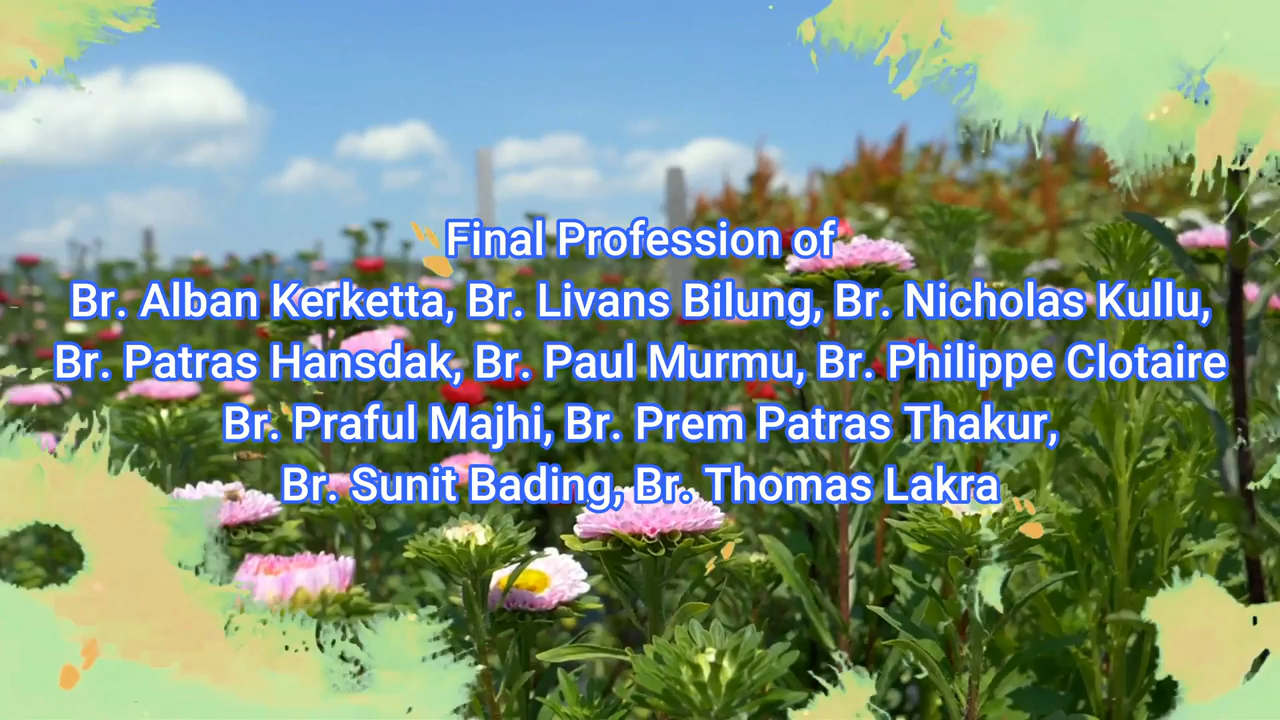 Final Profession of
Br. Alban Kerketta, Br. Livans Bilung, Br. Nicholas Kullu,
Br. Patras Hansdak, Br. Paul Murmu, Br. Philippe Clotaire
Br. Praful Majhi, Br. Prem Patras Thakur,
Br. Sunit Bading, Br. Thomas Lakra